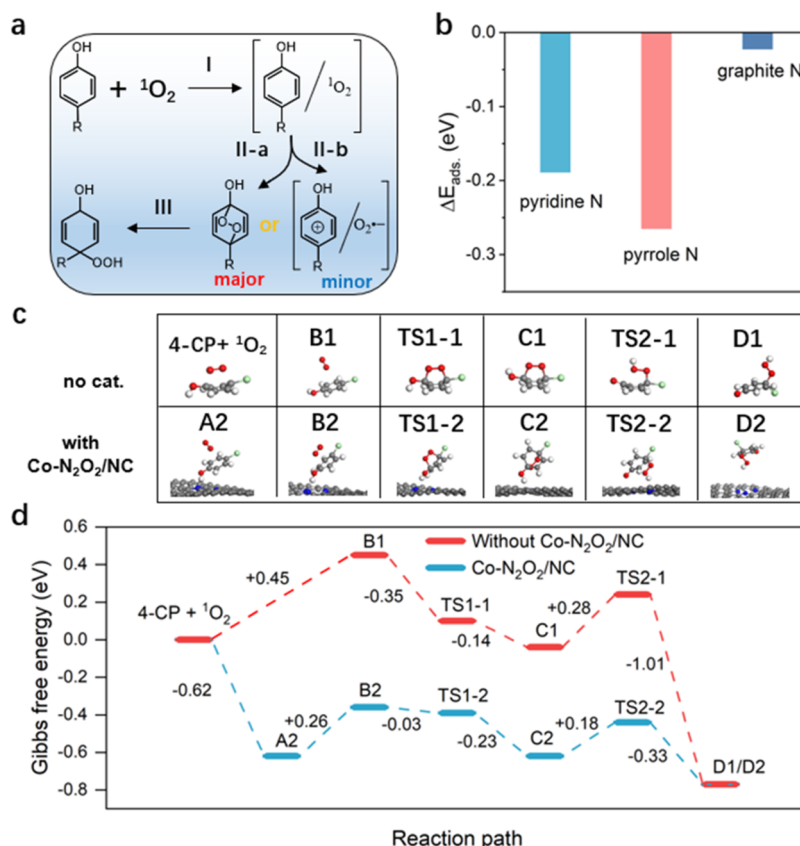 a
OH
R
+ ¹O₂
I
OH
R
¹O₂
II-a
II-b
OH
R
OOH
III
OH
O
O
R
major
or
OH
⊕
R
O₂•−
minor
b
ΔEads. (eV)
0.0
-0.1
-0.2
-0.3
pyridine N
pyrrole N
graphite N
c
4-CP+ ¹O₂
B1
TS1-1
C1
TS2-1
D1
no cat.
A2
B2
TS1-2
C2
TS2-2
D2
with
Co-N₂O₂/NC
d
Gibbs free energy (eV)
0.6
0.4
0.2
0.0
-0.2
-0.4
-0.6
-0.8
Without Co-N₂O₂/NC
Co-N₂O₂/NC
4-CP + ¹O₂
+0.45
B1
-0.35
TS1-1
-0.14
C1
+0.28
TS2-1
-1.01
-0.62
A2
+0.26
B2
-0.03
TS1-2
-0.23
C2
+0.18
TS2-2
-0.33
D1/D2
Reaction path